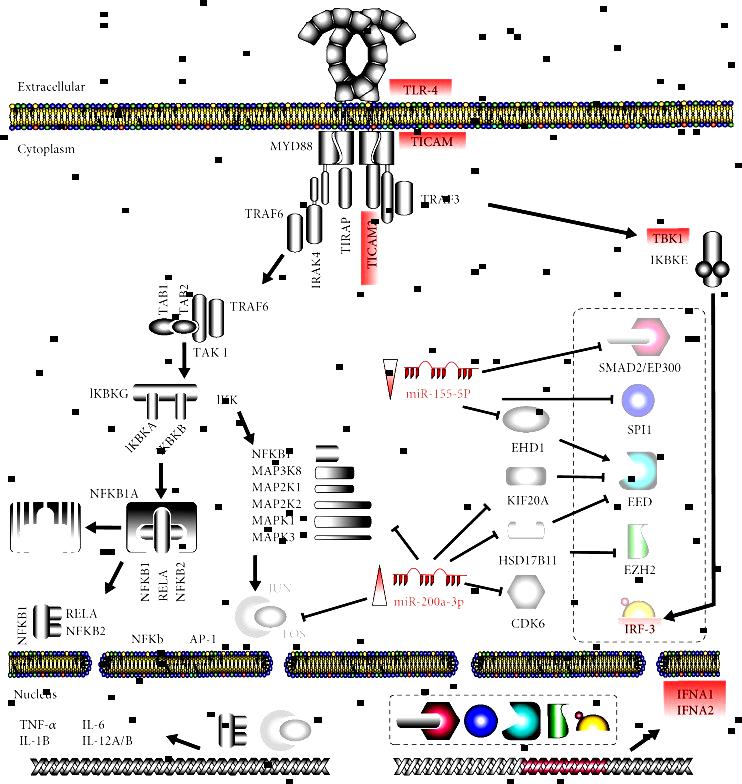 TLR-4
Extracellular
Cytoplasm
MYD88
TICAM
TRAF6
TRAF3
TIRAP
TICAM2
IRAK4
TBK1
IKBKE
TAB1
TAB2
TRAF6
TAK 1
SMAD2/EP300
miR-155-5P
IKBKG
IKK
IKBKA
IKBKB
SPI1
EHD1
NFKB1
MAP3K8
MAP2K1
MAP2K2
MAPK1
MAPK3
NFKB1A
KIF20A
EED
HSD17B11
EZH2
NFKB1
RELA
NFKB2
JUN
FOS
miR-200a-3p
CDK6
IRF-3
NFKB1
RELA
NFKB2
NFKb
AP-1
Nucleus
IFNA1
IFNA2
TNF-α IL-6
IL-1B IL-12A/B